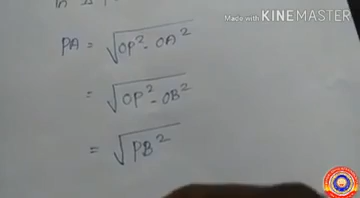 Made with KINEMASTER
PA = √OP² - OA²
= √OP² - OB²
= √PB²